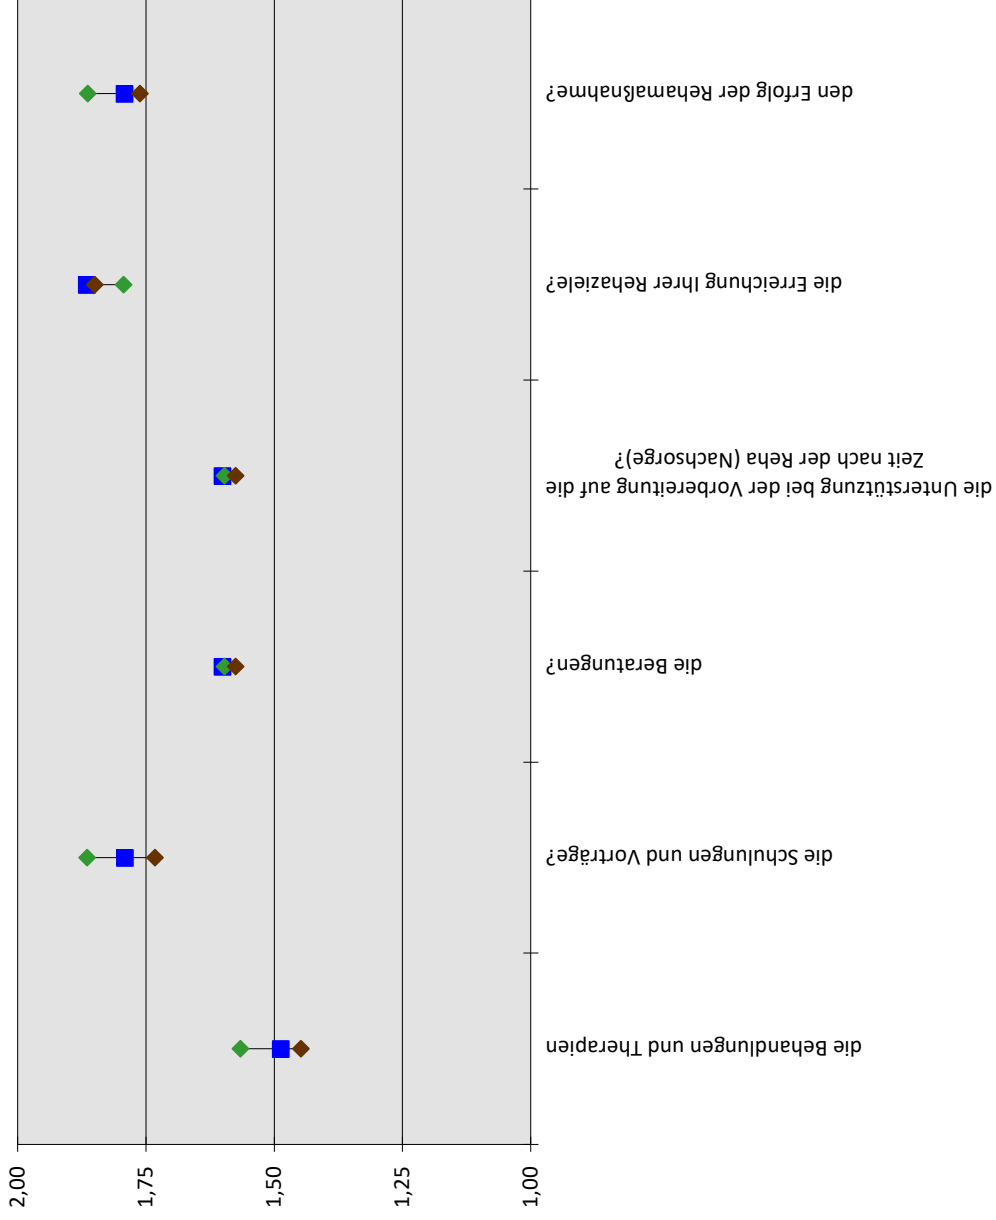 den Erfolg der Rehamaßnahme?
die Erreichung Ihrer Rehaziele?
die Unterstützung bei der Vorbereitung auf die
Zeit nach der Reha (Nachsorge)?
die Beratungen?
die Schulungen und Vorträge?
die Behandlungen und Therapien
2,00
1,75
1,50
1,25
1,00